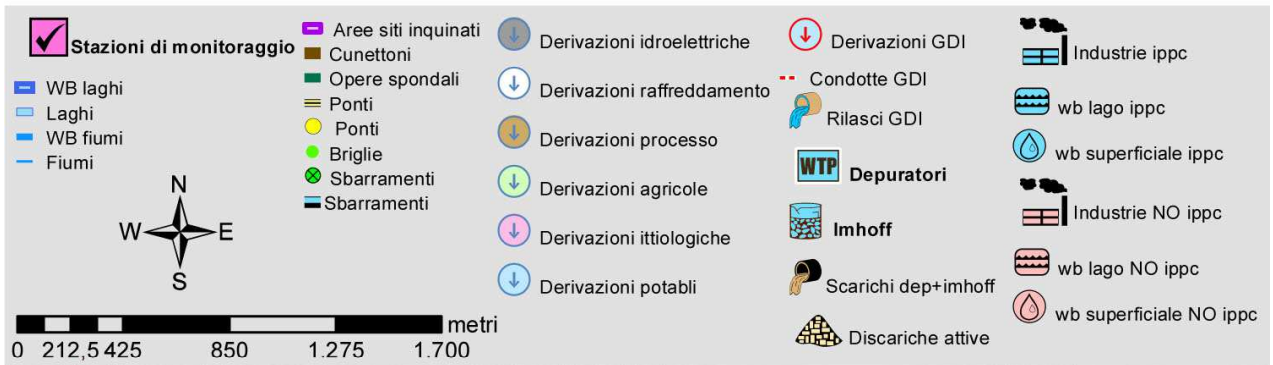 Stazioni di monitoraggio
WB laghi
Laghi
WB fiumi
Fiumi
N
W E
S
metri
0 212,5 425 850 1.275 1.700
Aree siti inquinati
Cunettoni
Opere spondali
Ponti
Ponti
Briglie
Sbarramenti
Sbarramenti
Derivazioni idroelettriche
Derivazioni raffreddamento
Derivazioni processo
Derivazioni agricole
Derivazioni ittiologiche
Derivazioni potabli
Derivazioni GDI
Condotte GDI
Rilasci GDI
WTP Depuratori
Imhoff
Scarichi dep+imhoff
Discariche attive
Industrie ippc
wb lago ippc
wb superficiale ippc
Industrie NO ippc
wb lago NO ippc
wb superficiale NO ippc